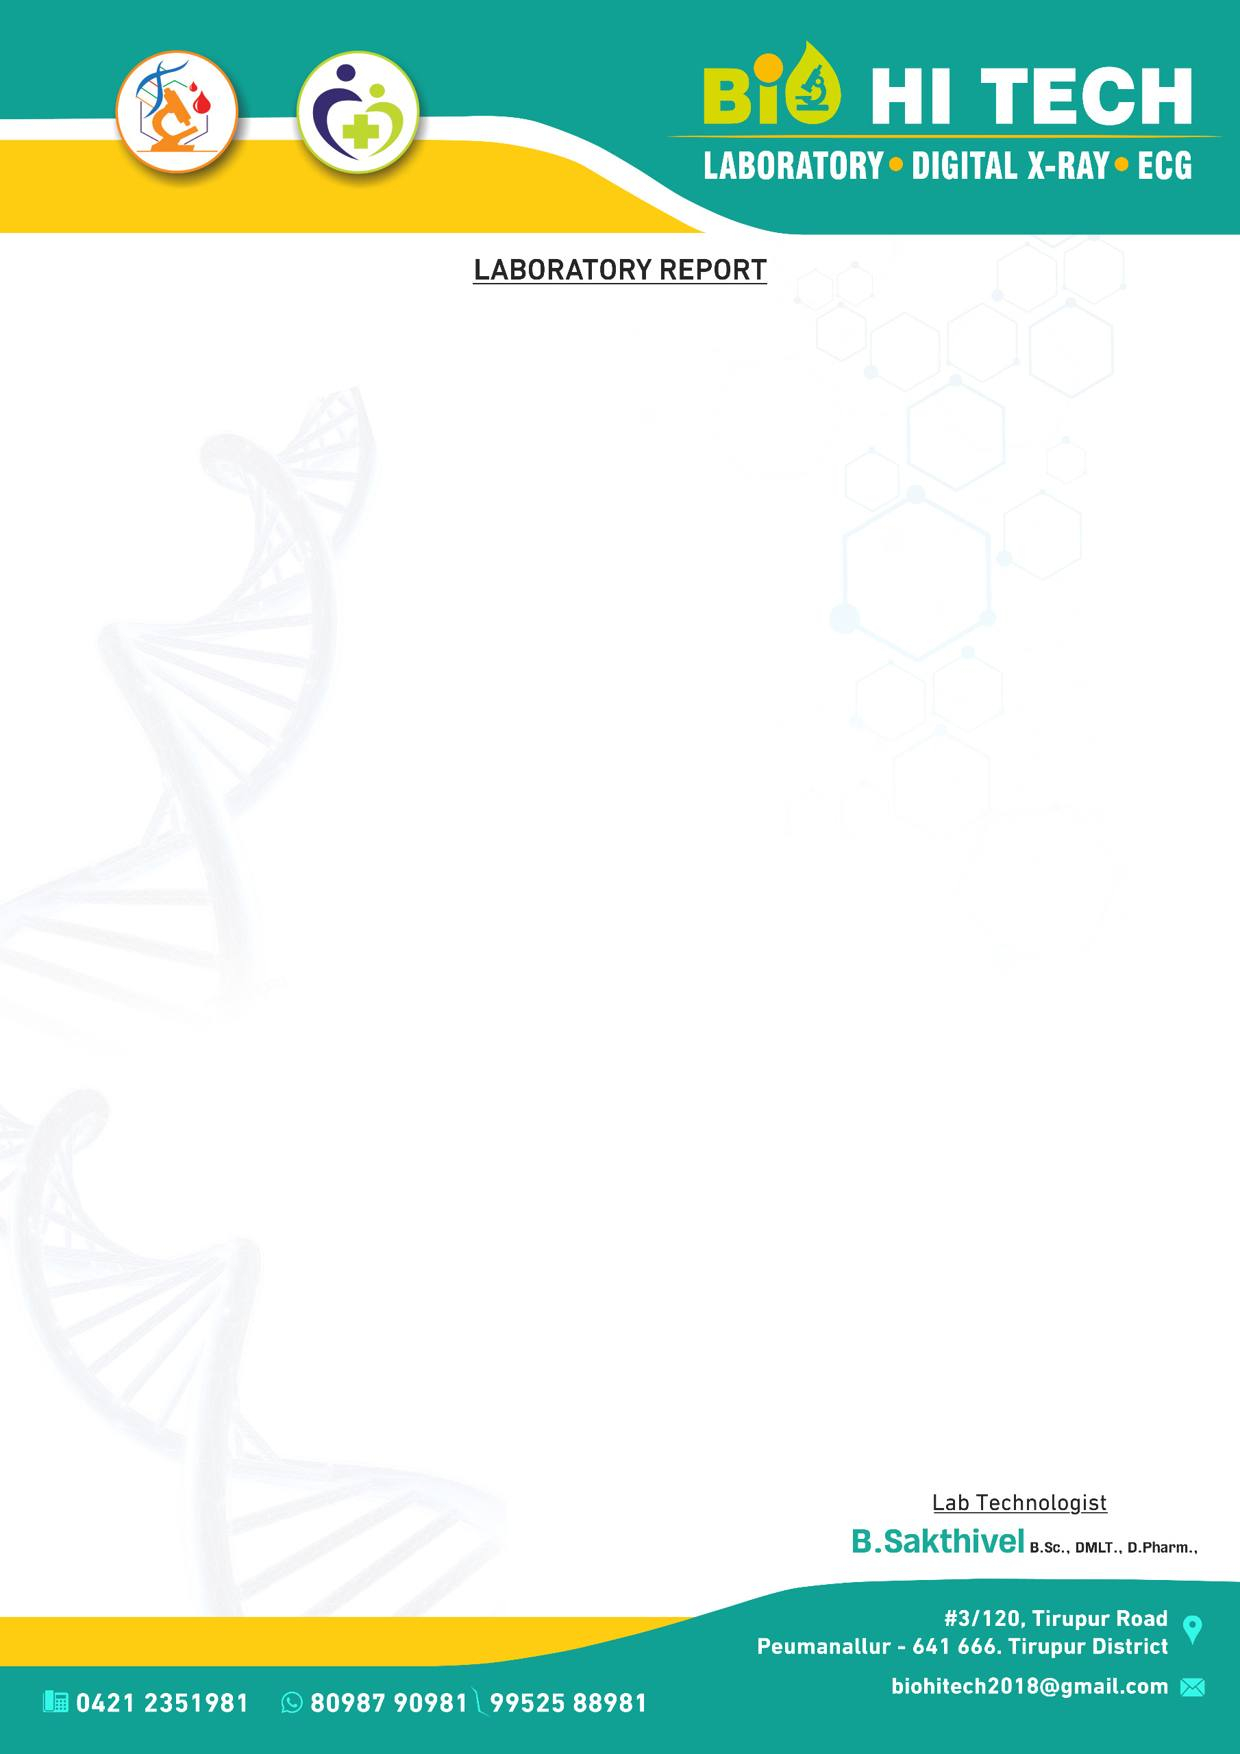 BiO HI TECH
LABORATORY • DIGITAL X-RAY • ECG
LABORATORY REPORT
Lab Technologist
B.Sakthivel B.Sc., DMLT., D.Pharm.,
#3/120, Tirupur Road
Peumanallur - 641 666. Tirupur District
biohitech2018@gmail.com
0421 2351981 80987 90981 \ 99525 88981